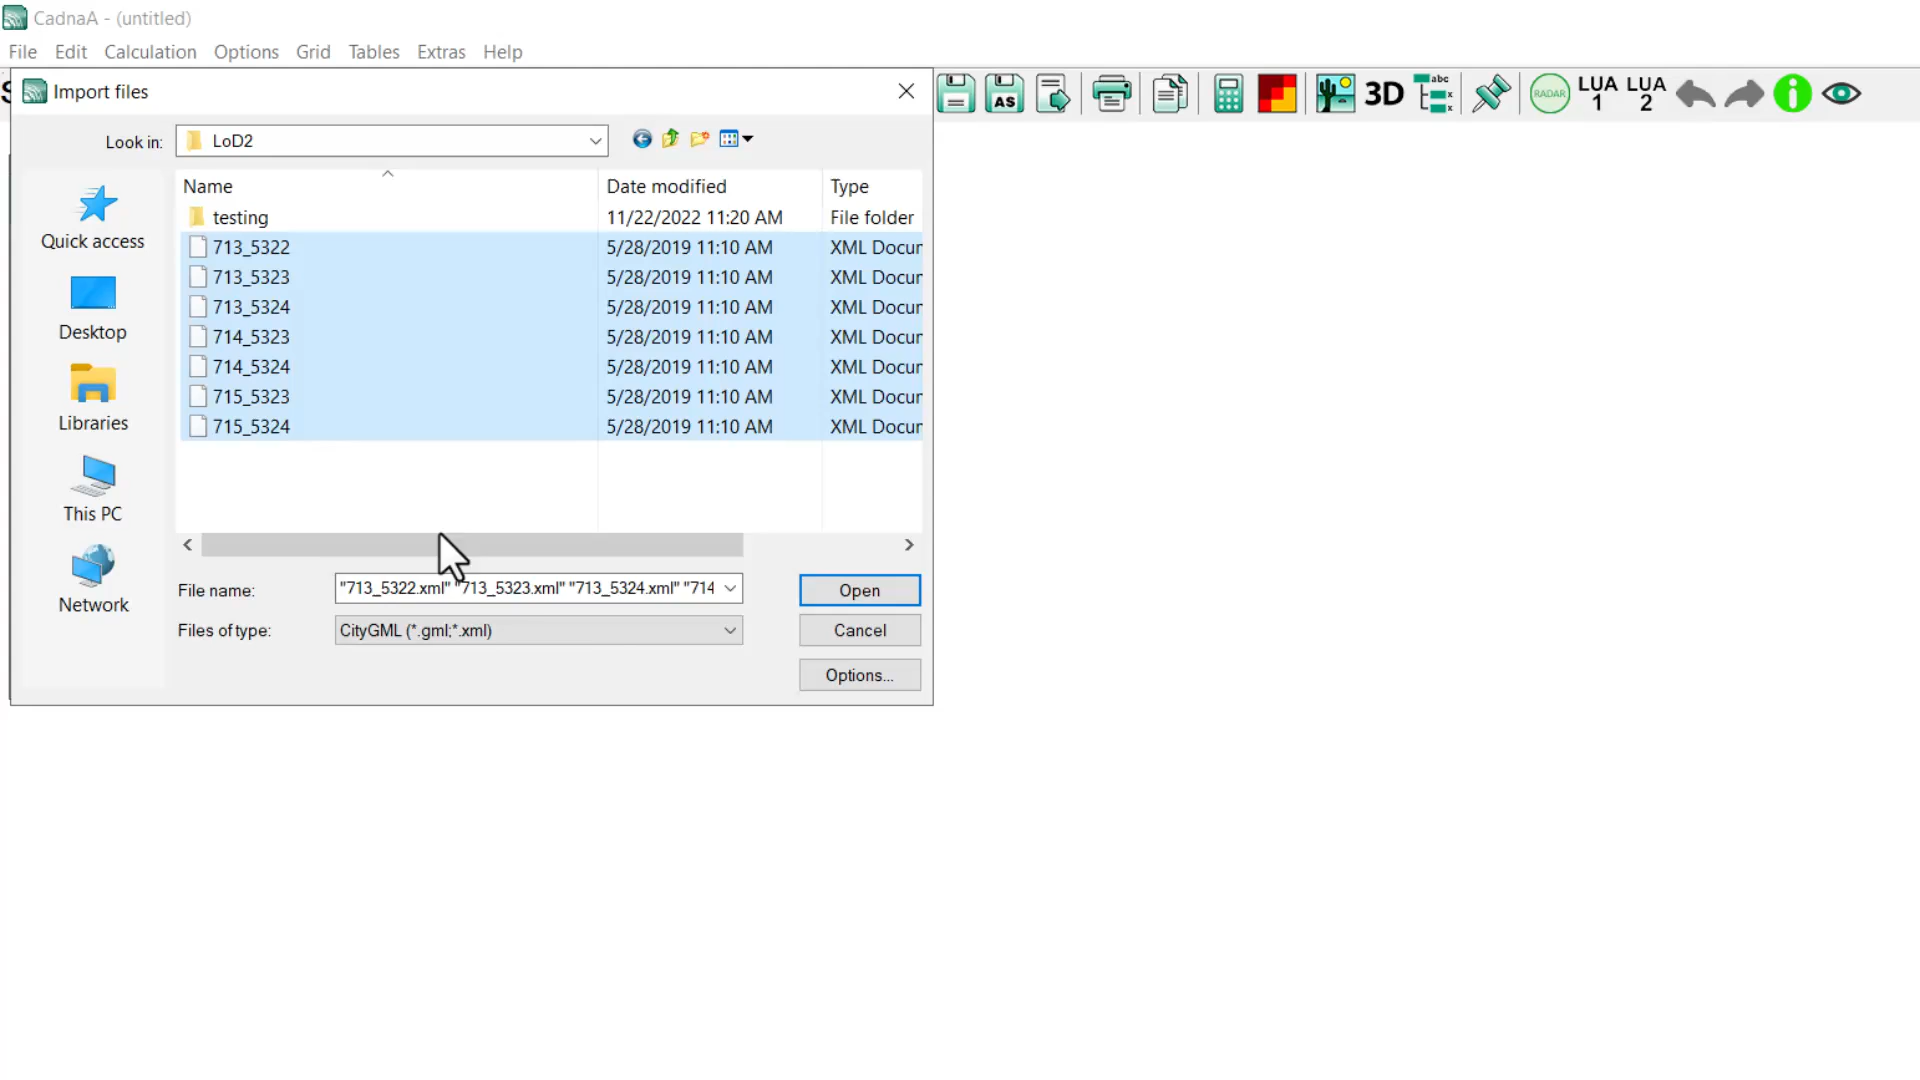 CadnaA - (untitled)
File Edit Calculation Options Grid Tables Extras Help
Import files
AS
3D
abc
RADAR
LUA 1
LUA 2
Look in: LoD2
Name Date modified Type
testing 11/22/2022 11:20 AM File folder
713_5322 5/28/2019 11:10 AM XML Docur
713_5323 5/28/2019 11:10 AM XML Docur
713_5324 5/28/2019 11:10 AM XML Docur
714_5323 5/28/2019 11:10 AM XML Docur
714_5324 5/28/2019 11:10 AM XML Docur
715_5323 5/28/2019 11:10 AM XML Docur
715_5324 5/28/2019 11:10 AM XML Docur
Quick access
Desktop
Libraries
This PC
Network
File name: "713_5322.xml" "713_5323.xml" "713_5324.xml" "714 Open
Files of type: CityGML (*.gml;*.xml) Cancel
Options...